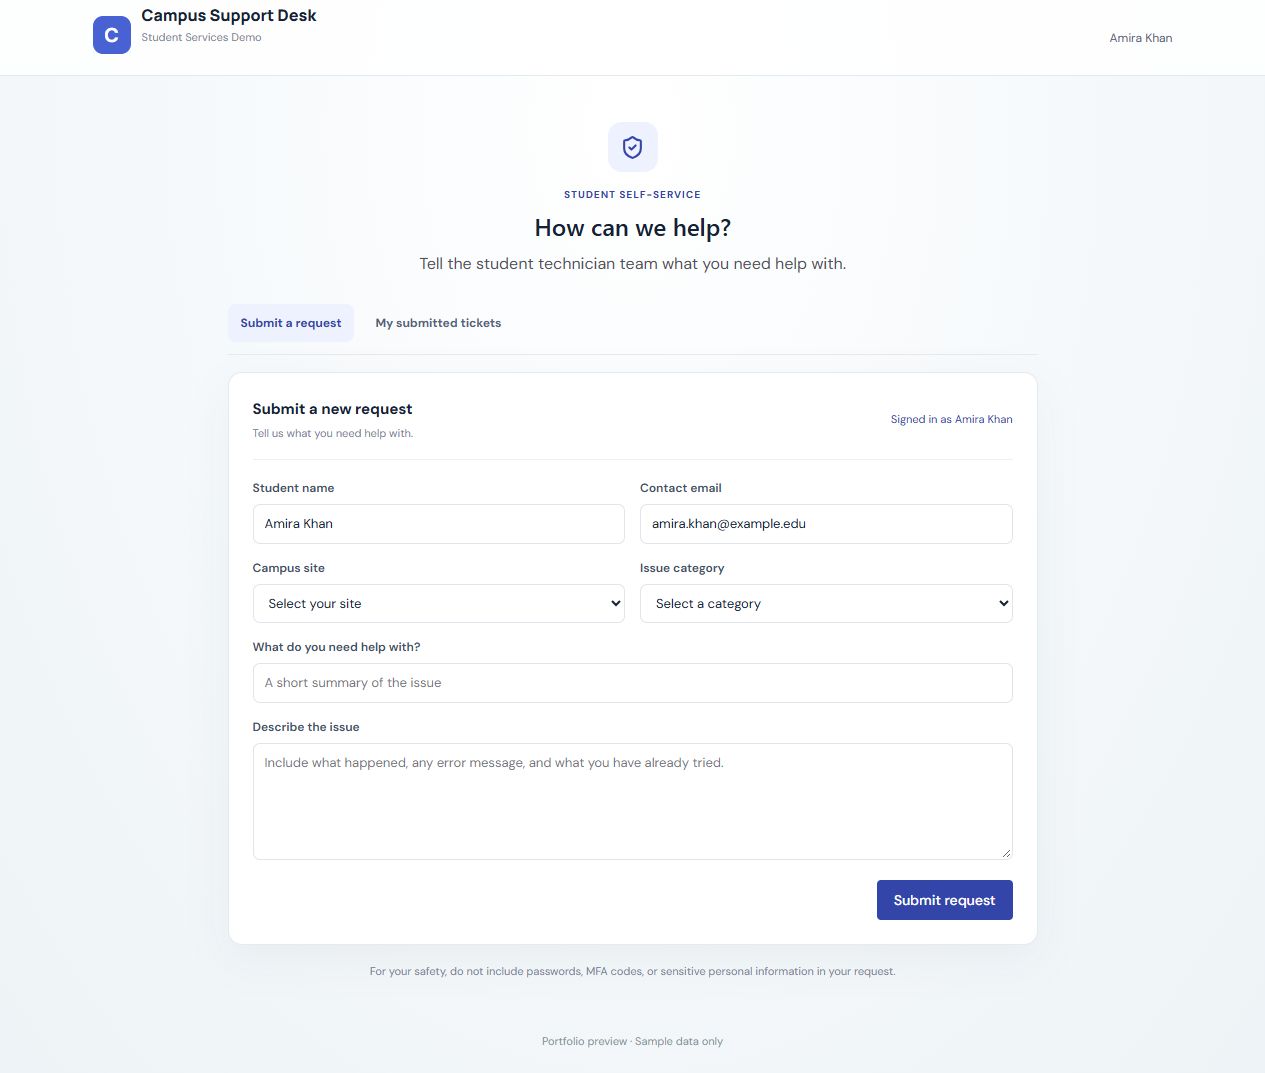 C
Campus Support Desk
Student Services Demo
Amira Khan
STUDENT SELF-SERVICE
How can we help?
Tell the student technician team what you need help with.
Submit a request
My submitted tickets
Submit a new request
Tell us what you need help with.
Signed in as Amira Khan
Student name
Contact email
Amira Khan
amira.khan@example.edu
Campus site
Issue category
Select your site
Select a category
What do you need help with?
A short summary of the issue
Describe the issue
Include what happened, any error message, and what you have already tried.
Submit request
For your safety, do not include passwords, MFA codes, or sensitive personal information in your request.
Portfolio preview · Sample data only